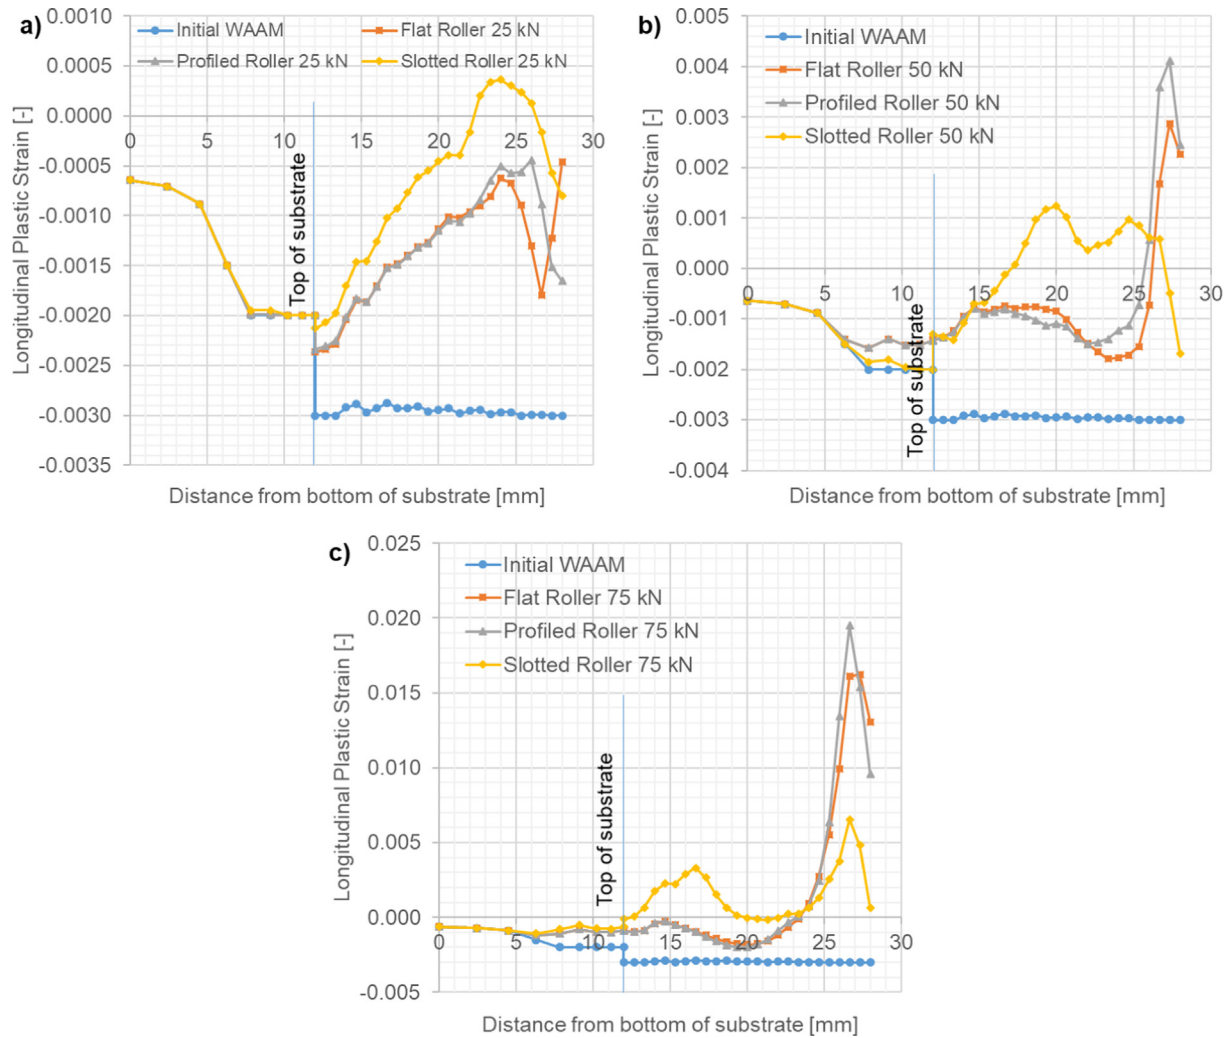 a)
Initial WAAM Flat Roller 25 kN
Profiled Roller 25 kN Slotted Roller 25 kN
0.0010
0.0005
0.0000
-0.0005
-0.0010
-0.0015
-0.0020
-0.0025
-0.0030
-0.0035
0 5 10 15 20 25 30
Longitudinal Plastic Strain [-]
Top of substrate
Distance from bottom of substrate [mm]
b)
Initial WAAM
Flat Roller 50 kN
Profiled Roller 50 kN
Slotted Roller 50 kN
0.005
0.004
0.003
0.002
0.001
0.000
-0.001
-0.002
-0.003
-0.004
0 5 10 15 20 25 30
Longitudinal Plastic Strain [-]
Top of substrate
Distance from bottom of substrate [mm]
c)
Initial WAAM
Flat Roller 75 kN
Profiled Roller 75 kN
Slotted Roller 75 kN
0.025
0.020
0.015
0.010
0.005
0.000
-0.005
0 5 10 15 20 25 30
Longitudinal Plastic Strain [-]
Top of substrate
Distance from bottom of substrate [mm]